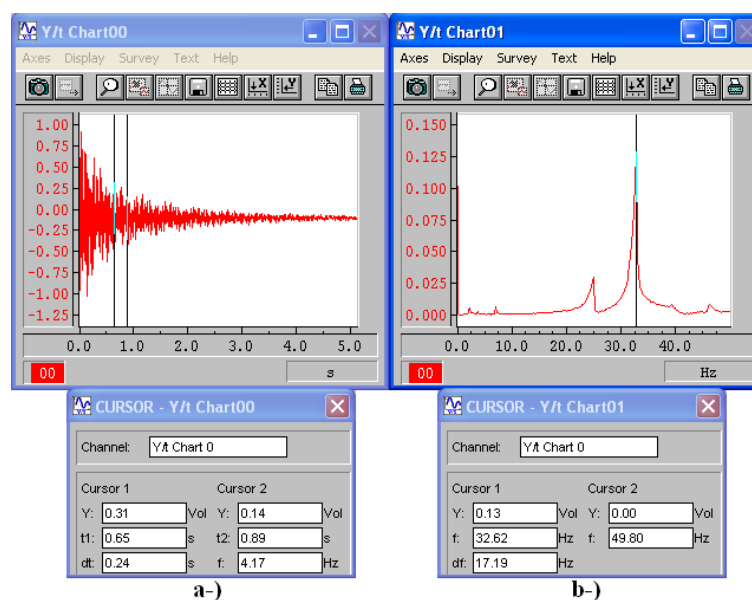 Y/t Chart00
Axes Display Survey Text Help
1.00
0.75
0.50
0.25
0.00
-0.25
-0.50
-0.75
-1.00
-1.25
0.0 1.0 2.0 3.0 4.0 5.0
00 s
CURSOR - Y/t Chart00
Channel: Y/t Chart 0
Cursor 1 Cursor 2
Y: 0.31 Vol Y: 0.14 Vol
t1: 0.65 s t2: 0.89 s
dt: 0.24 s f: 4.17 Hz
a-)
Y/t Chart01
Axes Display Survey Text Help
0.150
0.125
0.100
0.075
0.050
0.025
0.000
0.0 10.0 20.0 30.0 40.0
00 Hz
CURSOR - Y/t Chart01
Channel: Y/t Chart 0
Cursor 1 Cursor 2
Y: 0.13 Vol Y: 0.00 Vol
f: 32.62 Hz f: 49.80 Hz
df: 17.19 Hz
b-)